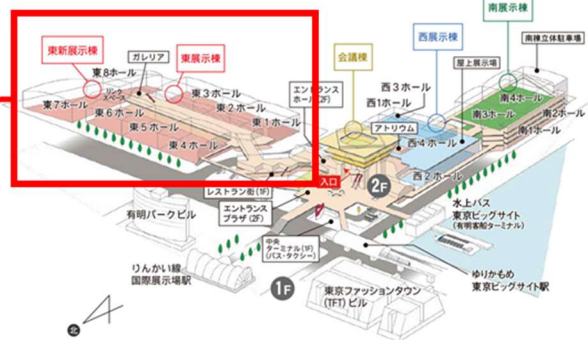 南展示棟
東新展示棟
ガレリア
東展示棟
会議棟
西展示棟
屋上展示場
南棟立体駐車場
東8ホール
リンク
スペース
東7ホール
東6ホール
東5ホール
東4ホール
東3ホール
東2ホール
東1ホール
エントランス
ホール(2F)
西3ホール
西1ホール
アトリウム
西4ホール
西2ホール
南4ホール
南3ホール
南2ホール
南1ホール
入口
2F
レストラン街(1F)
エントランス
プラザ(2F)
有明パークビル
中央
ターミナル(1F)
(バス・タクシー)
水上バス
東京ビッグサイト
(有明客船ターミナル)
りんかい線
国際展示場駅
1F
東京ファッションタウン
(TFT)ビル
ゆりかもめ
東京ビッグサイト駅
北